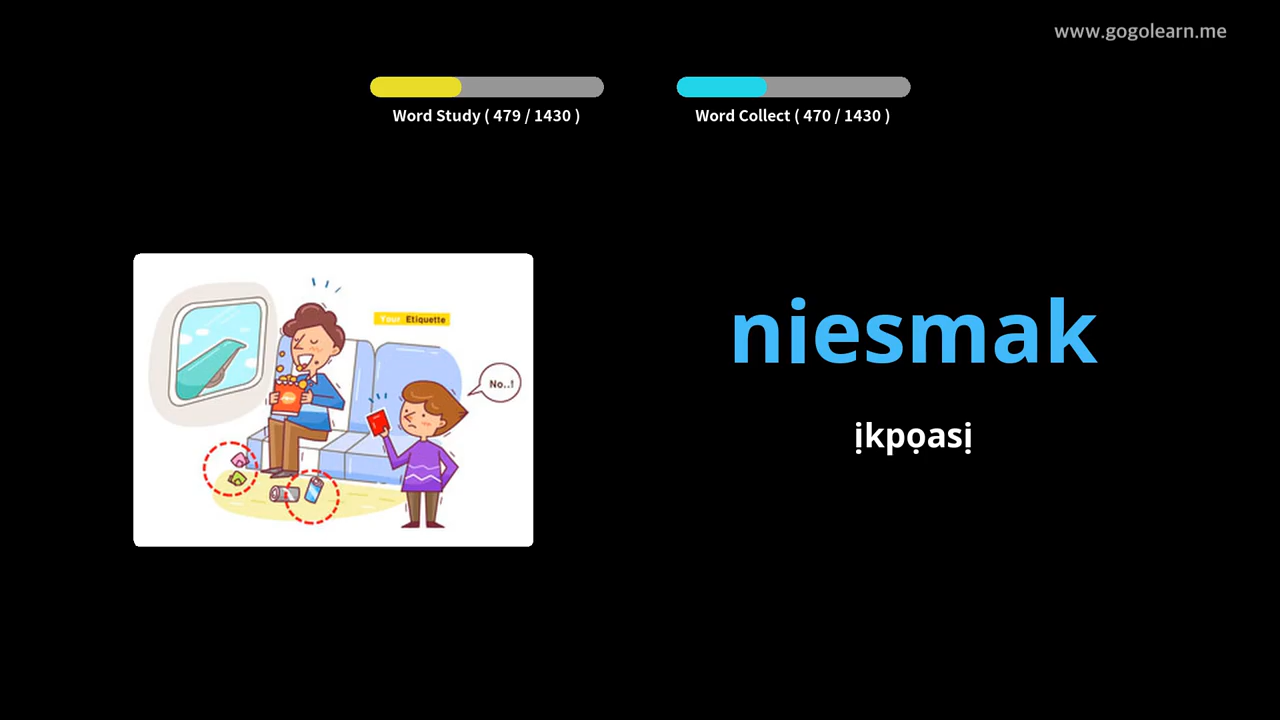 www.gogolearn.me
Word Study ( 479 / 1430 )
Word Collect ( 470 / 1430 )
Your Etiquette
No..!
niesmak
ịkpọasị